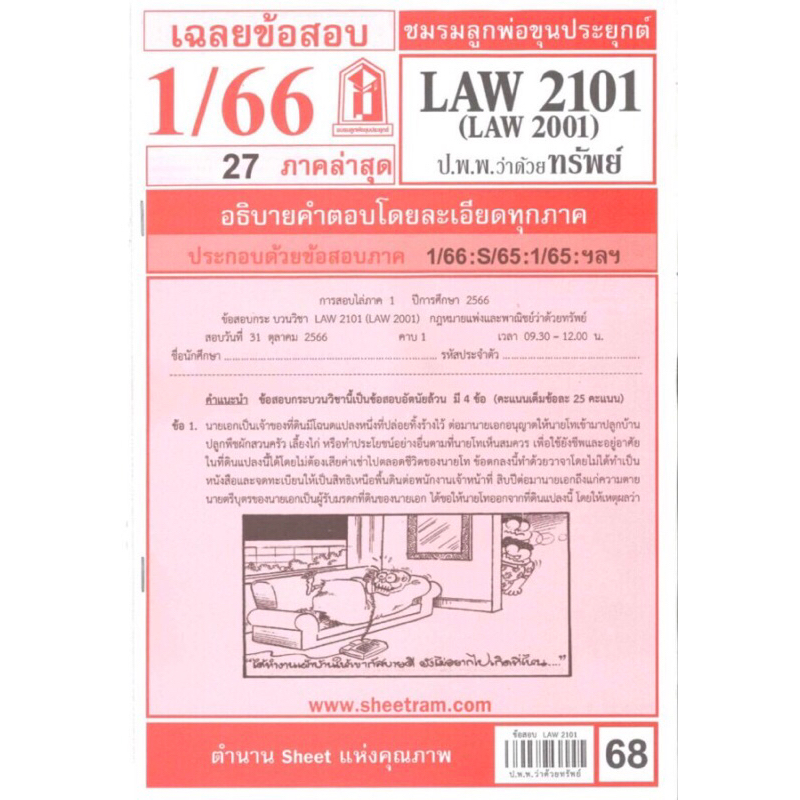 เฉลยข้อสอบ
ชมรมลูกพ่อขุนประยุกต์
1/66
ชมรมลูกพ่อขุนประยุกต์
LAW 2101
(LAW 2001)
27 ภาคล่าสุด
ป.พ.พ.ว่าด้วยทรัพย์
อธิบายคำตอบโดยละเอียดทุกภาค
ประกอบด้วยข้อสอบภาค 1/66:S/65:1/65:ฯลฯ
การสอบไล่ภาค 1 ปีการศึกษา 2566
ข้อสอบกระบวนวิชา LAW 2101 (LAW 2001) กฎหมายแพ่งและพาณิชย์ว่าด้วยทรัพย์
สอบวันที่ 31 ตุลาคม 2566 คาบ 1 เวลา 09.30 – 12.00 น.
ชื่อนักศึกษา ........................................ รหัสประจำตัว ........................................
คำแนะนำ ข้อสอบกระบวนวิชานี้เป็นข้อสอบอัตนัยล้วน มี 4 ข้อ (คะแนนเต็มข้อละ 25 คะแนน)
ข้อ 1. นายเอกเป็นเจ้าของที่ดินมีโฉนดแปลงหนึ่งที่ปล่อยทิ้งร้างไว้ ต่อมานายเอกอนุญาตให้นายโทเข้ามาปลูกบ้าน
ปลูกพืชผักสวนครัว เลี้ยงไก่ หรือทำประโยชน์อย่างอื่นตามที่นายโทเห็นสมควร เพื่อใช้ยังชีพและอยู่อาศัย
ในที่ดินแปลงนี้ได้โดยไม่ต้องเสียค่าเช่าไปตลอดชีวิตของนายโท ข้อตกลงนี้ทำด้วยวาจาโดยไม่ได้ทำเป็น
หนังสือและจดทะเบียนให้เป็นสิทธิเหนือพื้นดินต่อพนักงานเจ้าหน้าที่ สิบปีต่อมานายเอกถึงแก่ความตาย
นายตรีบุตรของนายเอกเป็นผู้รับมรดกที่ดินของนายเอก ได้ขอให้นายโทออกจากที่ดินแปลงนี้ โดยให้เหตุผลว่า
www.sheetram.com
ตำนาน Sheet แห่งคุณภาพ
ข้อสอบ LAW 2101
ป.พ.พ.ว่าด้วยทรัพย์
68